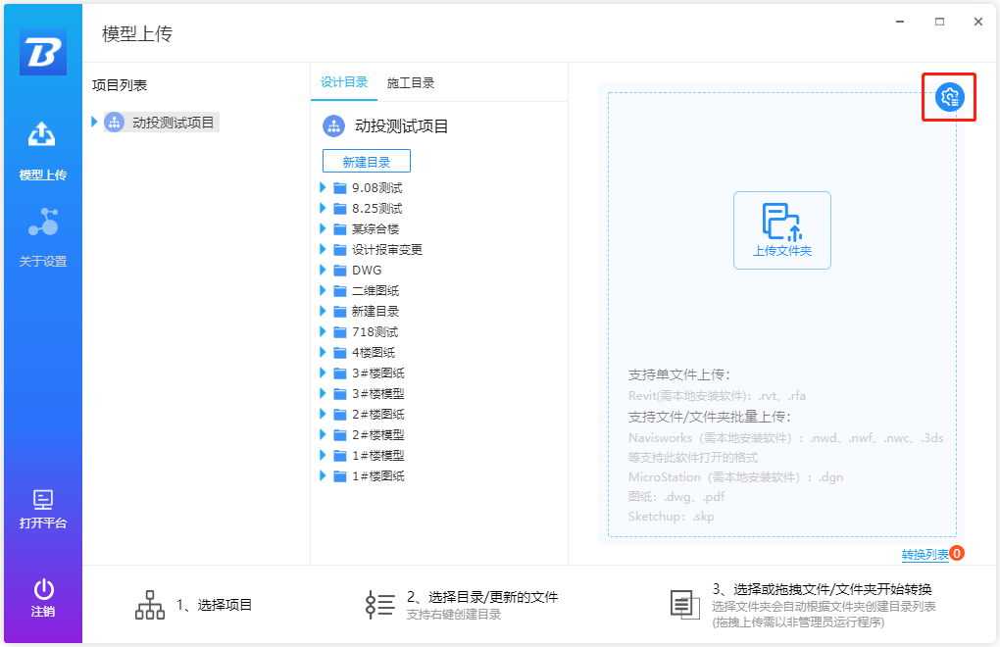 B
模型上传
模型上传
关于设置
打开平台
注销
项目列表
动投测试项目
设计目录 施工目录
动投测试项目
新建目录
9.08测试
8.25测试
某综合楼
设计报审变更
DWG
二维图纸
新建目录
718测试
4楼图纸
3#楼图纸
3#楼模型
2#楼图纸
2#楼模型
1#楼模型
1#楼图纸
上传文件夹
支持单文件上传：
Revit(需本地安装软件)：.rvt、.rfa
支持文件/文件夹批量上传：
Navisworks（需本地安装软件）：.nwd、.nwf、.nwc、.3ds
等支持此软件打开的格式
MicroStation（需本地安装软件）：.dgn
图纸：.dwg、.pdf
Sketchup：.skp
转换列表 0
1、选择项目
2、选择目录/更新的文件
支持右键创建目录
3、选择或拖拽文件/文件夹开始转换
选择文件夹会自动根据文件夹创建目录列表
(拖拽上传需以非管理员运行程序)